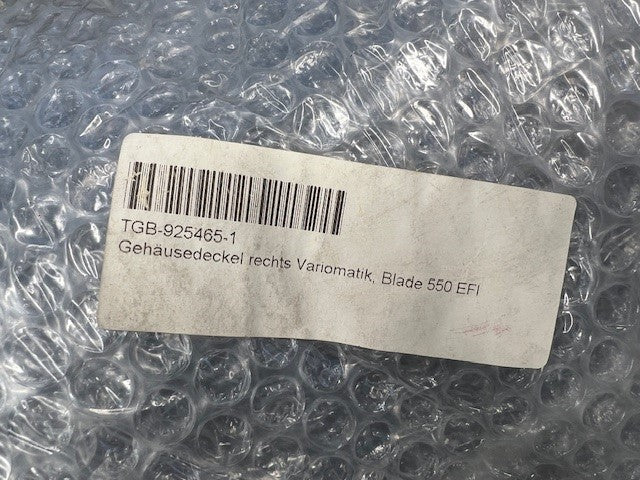 TGB-925465-1
Gehäusedeckel rechts Variomatik, Blade 550 EFI